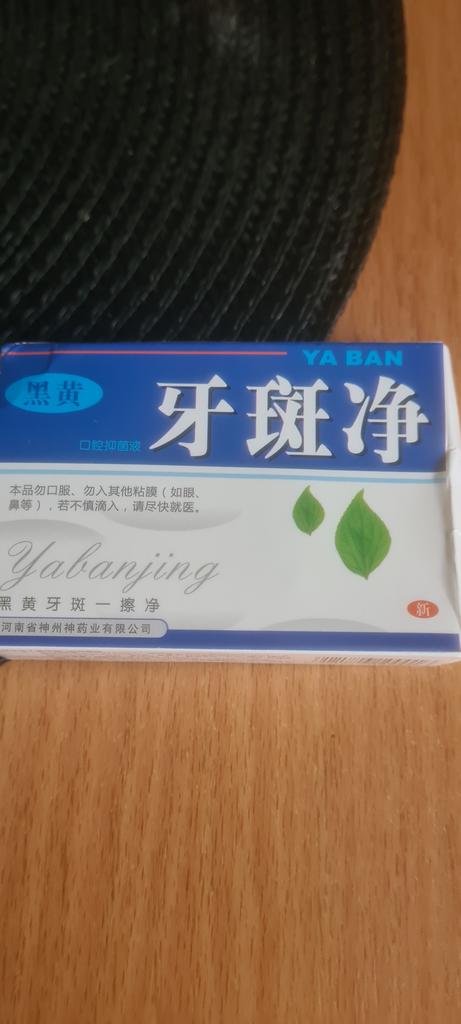 YA BAN
黑黄
牙斑净
口腔抑菌液
本品勿口服、勿入其他粘膜（如眼、
鼻等），若不慎滴入，请尽快就医。
Yabanjing
黑黄牙斑一擦净
新
河南省神州神药业有限公司